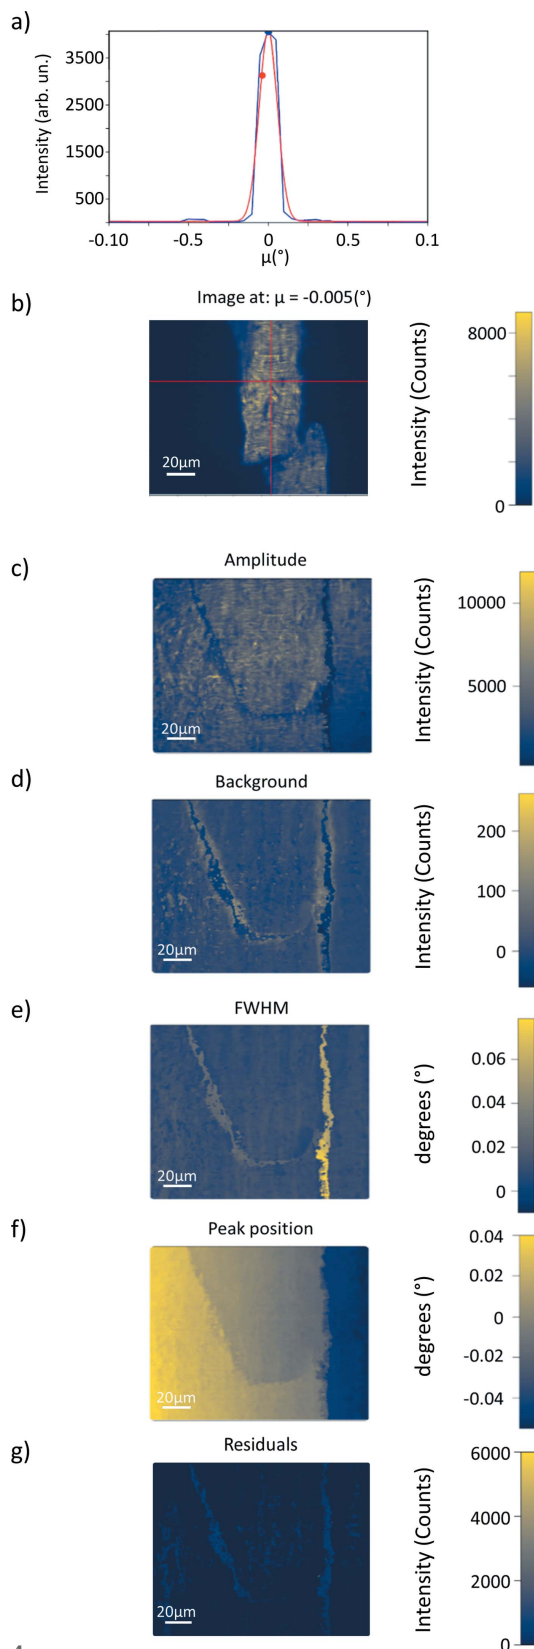 a)
Intensity (arb. un.)
3500
2500
1500
500
-0.10
-0.5
0
0.5
0.1
μ(°)
b)
Image at: μ = -0.005(°)
20μm
Intensity (Counts)
8000
0
c)
Amplitude
20μm
Intensity (Counts)
10000
5000
d)
Background
20μm
Intensity (Counts)
200
100
0
e)
FWHM
20μm
degrees (°)
0.06
0.04
0.02
0
f)
Peak position
20μm
degrees (°)
0.04
0.02
0
-0.02
-0.04
g)
Residuals
20μm
Intensity (Counts)
6000
4000
2000
0